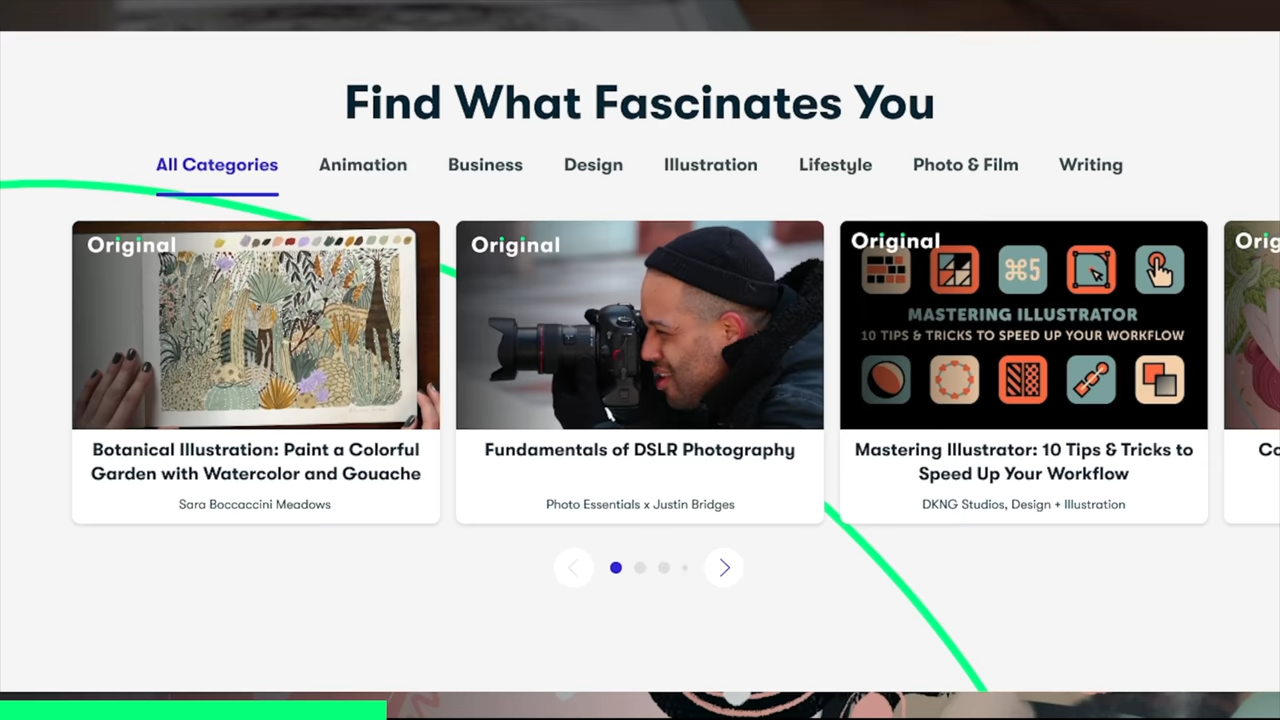 Find What Fascinates You
All Categories
Animation
Business
Design
Illustration
Lifestyle
Photo & Film
Writing
Original
Botanical Illustration: Paint a Colorful
Garden with Watercolor and Gouache
Sara Boccaccini Meadows
Original
Fundamentals of DSLR Photography
Photo Essentials x Justin Bridges
Original
⌘5
MASTERING ILLUSTRATOR
10 TIPS & TRICKS TO SPEED UP YOUR WORKFLOW
Mastering Illustrator: 10 Tips & Tricks to
Speed Up Your Workflow
DKNG Studios, Design + Illustration
Orig
Co